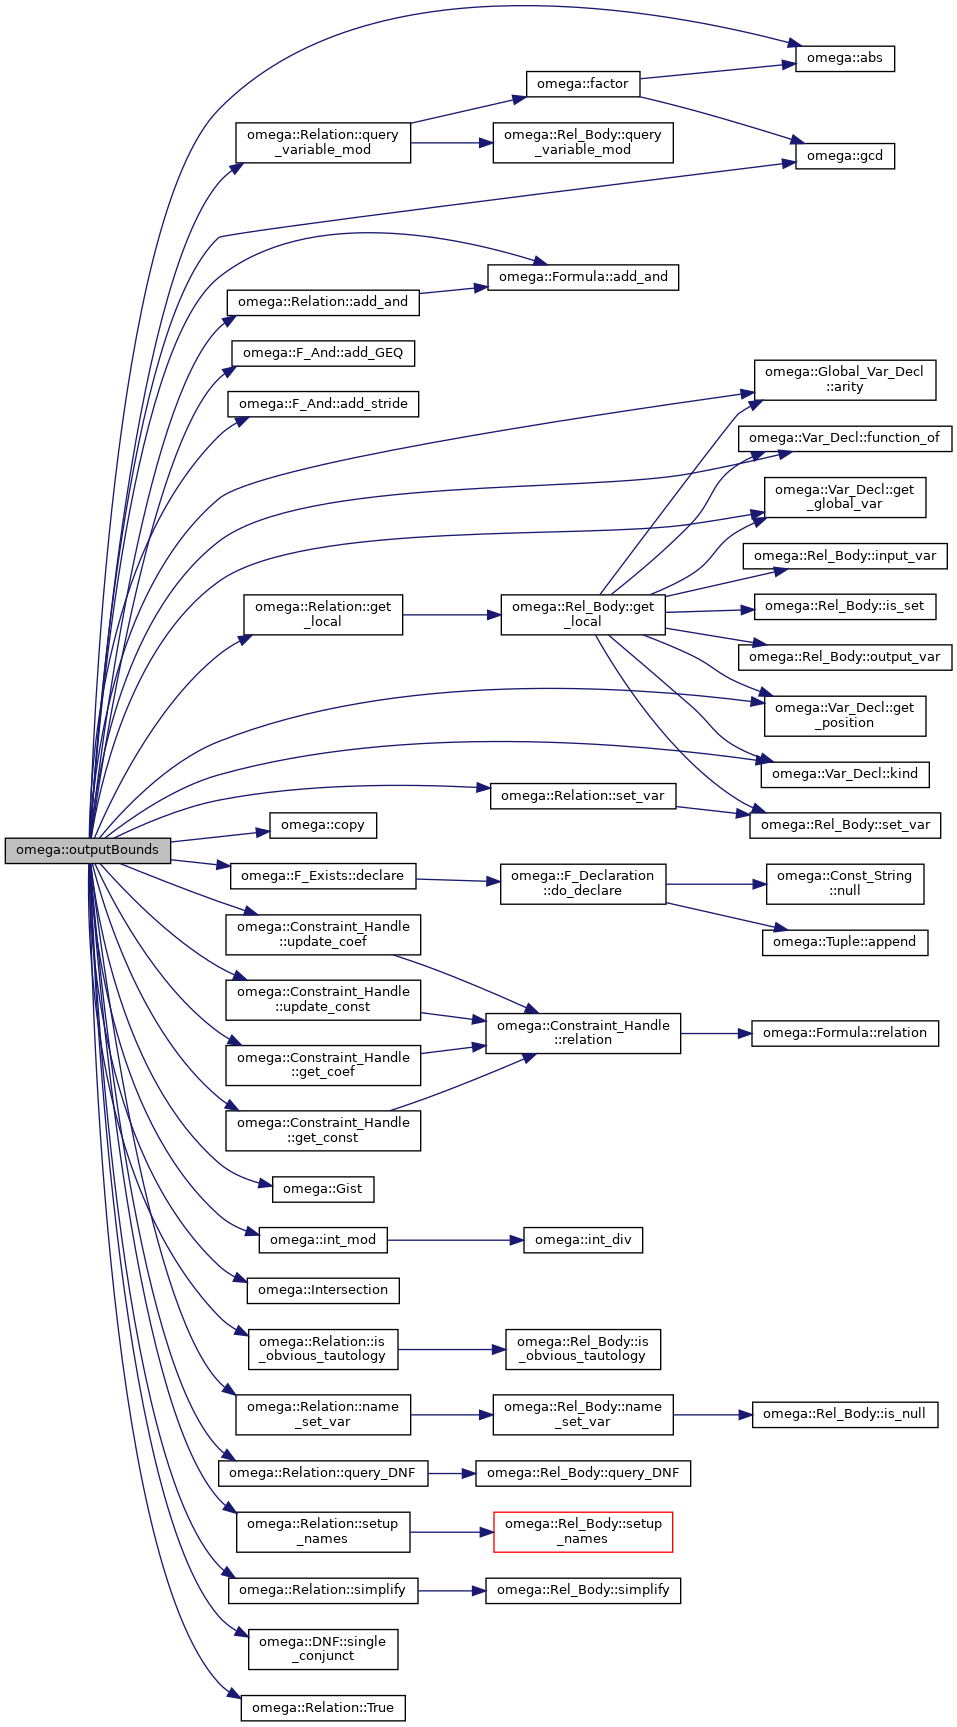 omega::abs
omega::factor
omega::Relation::query
_variable_mod
omega::Rel_Body::query
_variable_mod
omega::gcd
omega::Formula::add_and
omega::Relation::add_and
omega::F_And::add_GEQ
omega::F_And::add_stride
omega::Global_Var_Decl
::arity
omega::Var_Decl::function_of
omega::Var_Decl::get
_global_var
omega::Rel_Body::input_var
omega::Relation::get
_local
omega::Rel_Body::get
_local
omega::Rel_Body::is_set
omega::Rel_Body::output_var
omega::Var_Decl::get
_position
omega::Var_Decl::kind
omega::Relation::set_var
omega::Rel_Body::set_var
omega::copy
omega::outputBounds
omega::F_Exists::declare
omega::F_Declaration
::do_declare
omega::Const_String
::null
omega::Tuple::append
omega::Constraint_Handle
::update_coef
omega::Constraint_Handle
::update_const
omega::Constraint_Handle
::relation
omega::Formula::relation
omega::Constraint_Handle
::get_coef
omega::Constraint_Handle
::get_const
omega::Gist
omega::int_mod
omega::int_div
omega::Intersection
omega::Relation::is
_obvious_tautology
omega::Rel_Body::is
_obvious_tautology
omega::Relation::name
_set_var
omega::Rel_Body::name
_set_var
omega::Rel_Body::is_null
omega::Relation::query_DNF
omega::Rel_Body::query_DNF
omega::Relation::setup
_names
omega::Rel_Body::setup
_names
omega::Relation::simplify
omega::Rel_Body::simplify
omega::DNF::single
_conjunct
omega::Relation::True